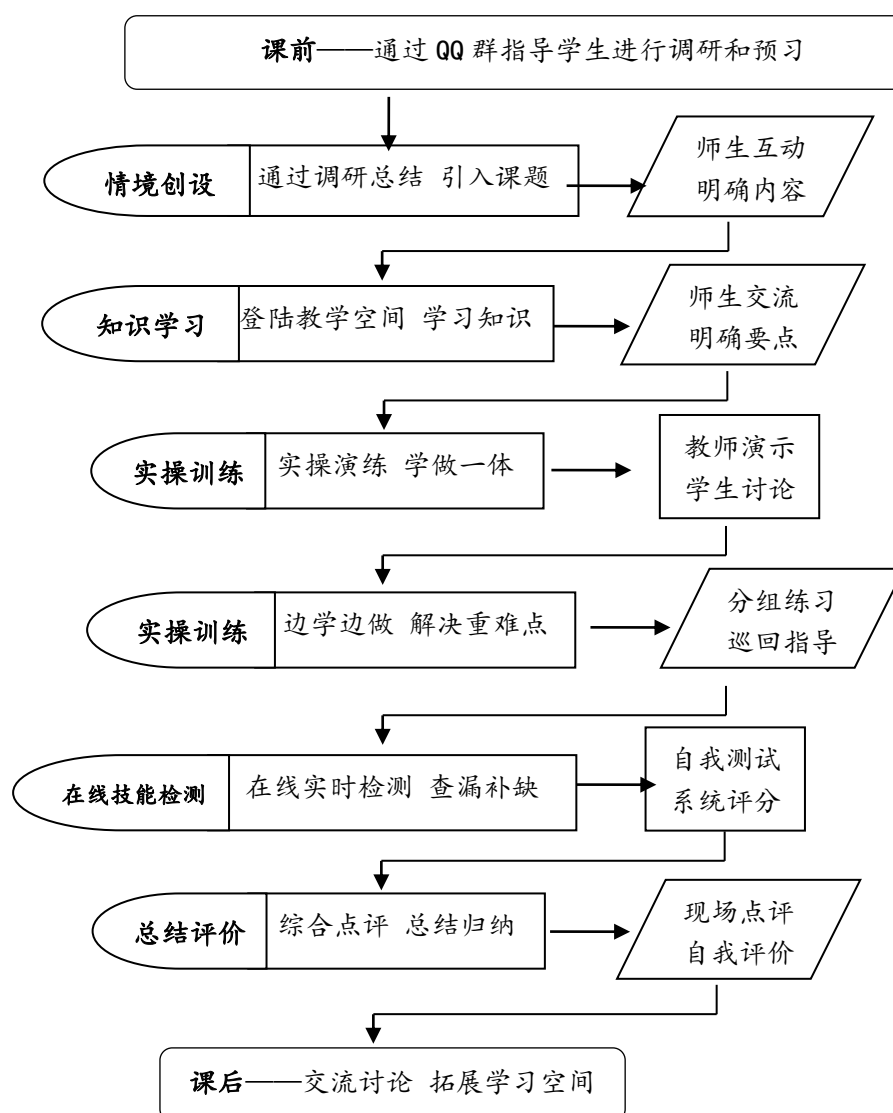 课前——通过 QQ 群指导学生进行调研和预习
情境创设
通过调研总结 引入课题
师生互动
明确内容
知识学习
登陆教学空间 学习知识
师生交流
明确要点
实操训练
实操演练 学做一体
教师演示
学生讨论
实操训练
边学边做 解决重难点
分组练习
巡回指导
在线技能检测
在线实时检测 查漏补缺
自我测试
系统评分
总结评价
综合点评 总结归纳
现场点评
自我评价
课后——交流讨论 拓展学习空间